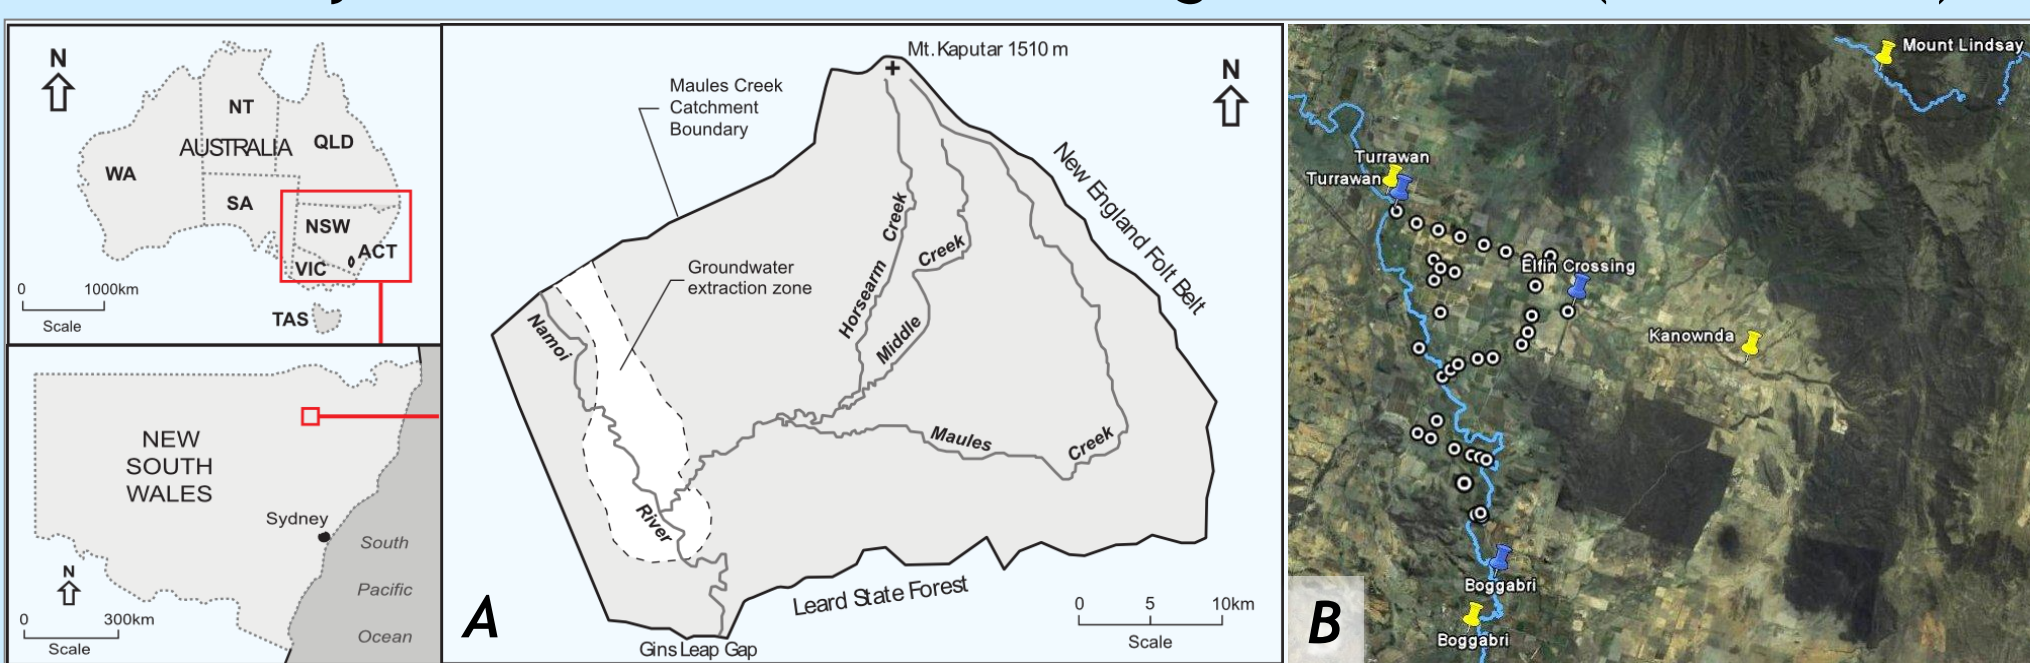 N
NT
AUSTRALIA
QLD
WA
SA
NSW
ACT
VIC
0 1000km
Scale
TAS
NEW
SOUTH
WALES
Sydney
South
Pacific
Ocean
N
0 300km
Scale
Mt.Kaputar 1510 m
Maules Creek
Catchment
Boundary
N
New England Folt Belt
Groundwater
extraction zone
Horsearm Creek
Middle Creek
Namoi River
Maules Creek
Leard State Forest
Gins Leap Gap
0 5 10km
Scale
A
Mount Lindsay
Turrawan
Turrawan
Elfin Crossing
Kanownda
Boggabri
Boggabri
B